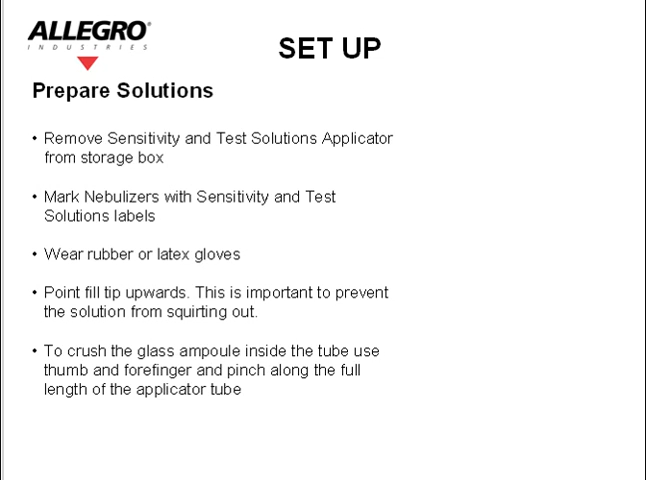 ALLEGRO®
INDUSTRIES
SET UP
Prepare Solutions
• Remove Sensitivity and Test Solutions Applicator
from storage box
• Mark Nebulizers with Sensitivity and Test
Solutions labels
• Wear rubber or latex gloves
• Point fill tip upwards. This is important to prevent
the solution from squirting out.
• To crush the glass ampoule inside the tube use
thumb and forefinger and pinch along the full
length of the applicator tube